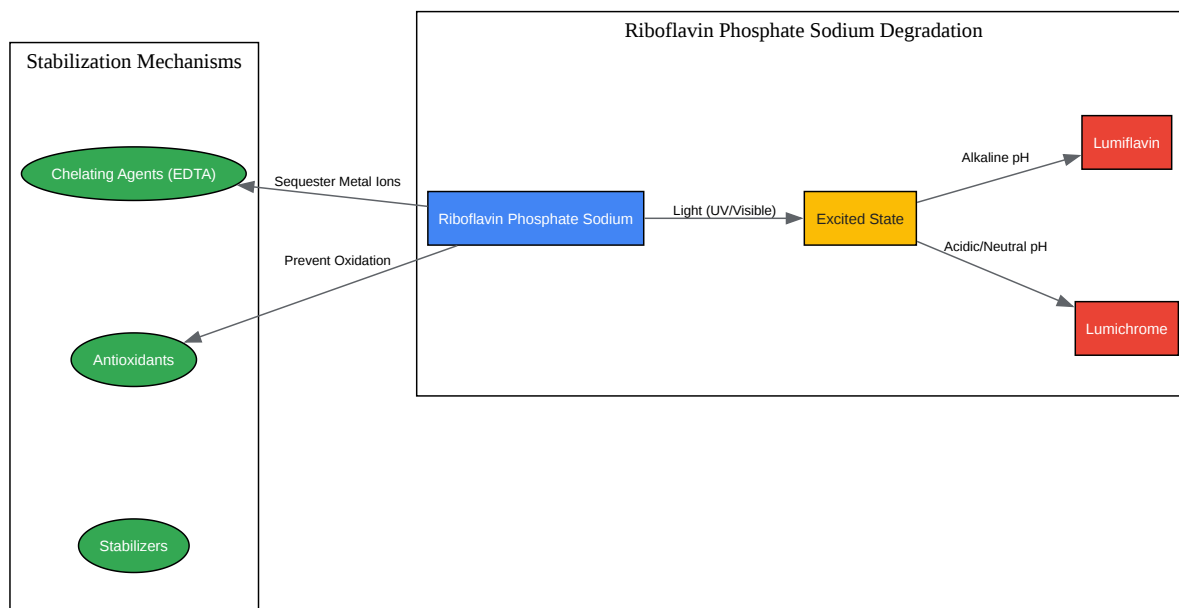 Riboflavin Phosphate Sodium Degradation
Stabilization Mechanisms
Chelating Agents (EDTA)
Sequester Metal Ions
Riboflavin Phosphate Sodium
Light (UV/Visible)
Excited State
Alkaline pH
Lumiflavin
Acidic/Neutral pH
Lumichrome
Prevent Oxidation
Antioxidants
Stabilizers